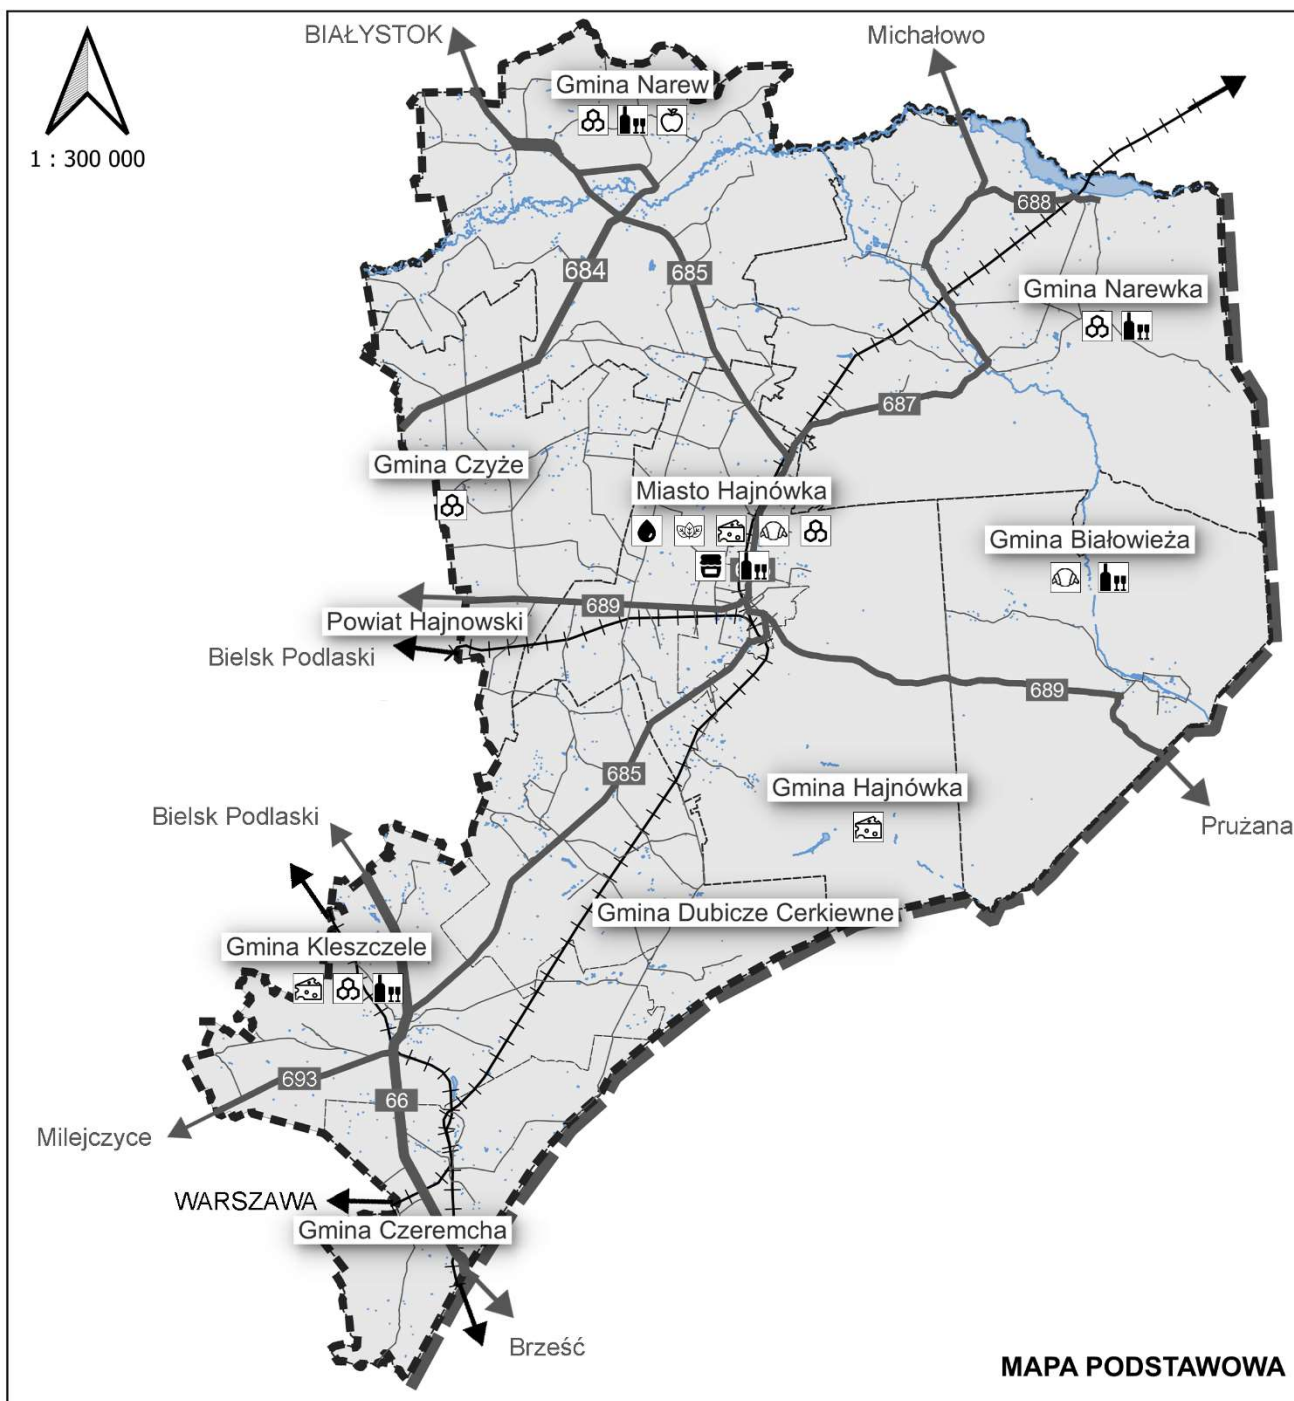 BIAŁYSTOK
Michałowo
Gmina Narew
1 : 300 000
688
684
685
Gmina Narewka
687
Gmina Czyże
Miasto Hajnówka
Gmina Białowieża
689
Powiat Hajnowski
Bielsk Podlaski
689
685
Gmina Hajnówka
Bielsk Podlaski
Prużana
Gmina Dubicze Cerkiewne
Gmina Kleszczele
693
66
Milejczyce
WARSZAWA
Gmina Czeremcha
Brześć
MAPA PODSTAWOWA